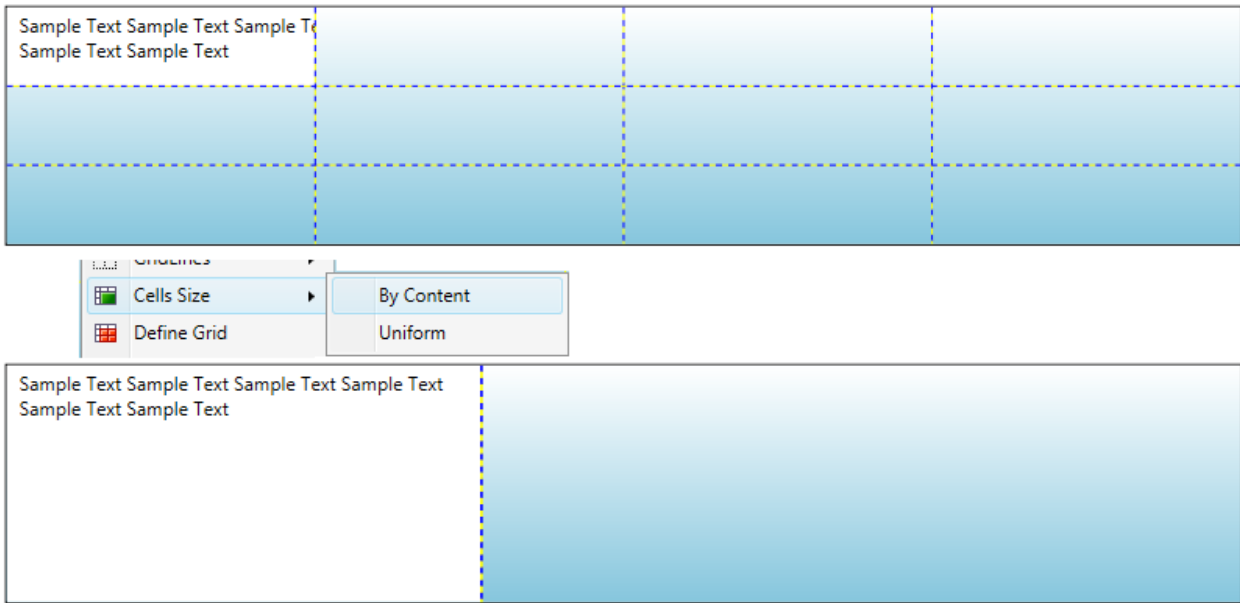 Sample Text Sample Text Sample Te
Sample Text Sample Text
GridLines
Cells Size
By Content
Define Grid
Uniform
Sample Text Sample Text Sample Text Sample Text
Sample Text Sample Text